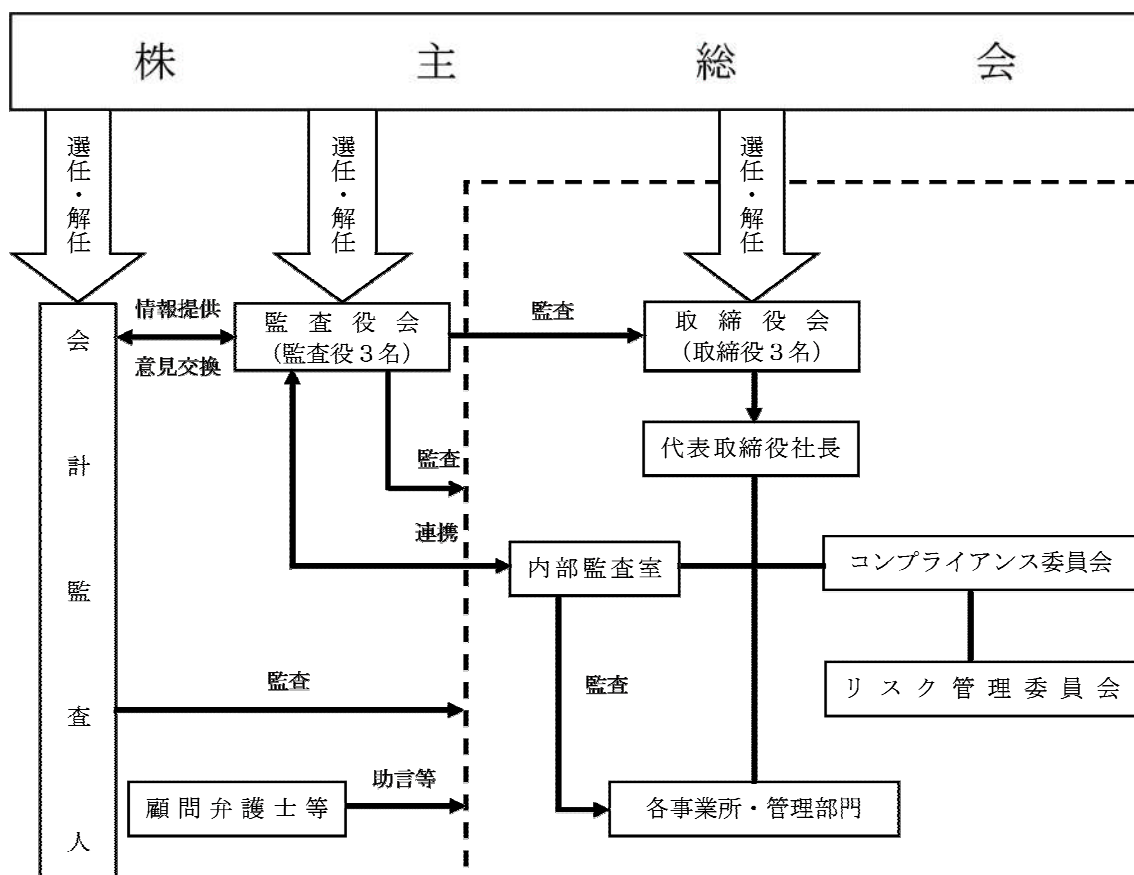 株主総会
選任・解任
選任・解任
選任・解任
情報提供
意見交換
監査役会
(監査役3名)
監査
取締役会
(取締役3名)
代表取締役社長
監査
連携
内部監査室
コンプライアンス委員会
リスク管理委員会
監査
監査
会計監査人
助言等
顧問弁護士等
各事業所・管理部門